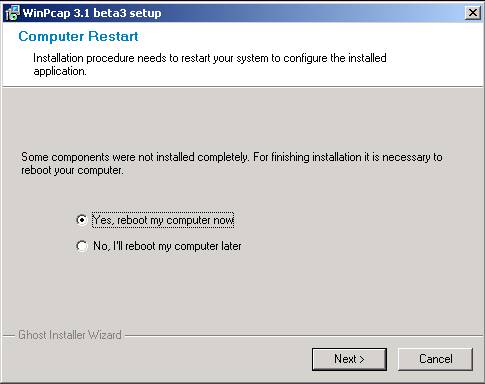 WinPcap 3.1 beta3 setup
Computer Restart
Installation procedure needs to restart your system to configure the installed
application.
Some components were not installed completely. For finishing installation it is necessary to
reboot your computer.
Yes, reboot my computer now
No, I'll reboot my computer later
Ghost Installer Wizard
Next >
Cancel